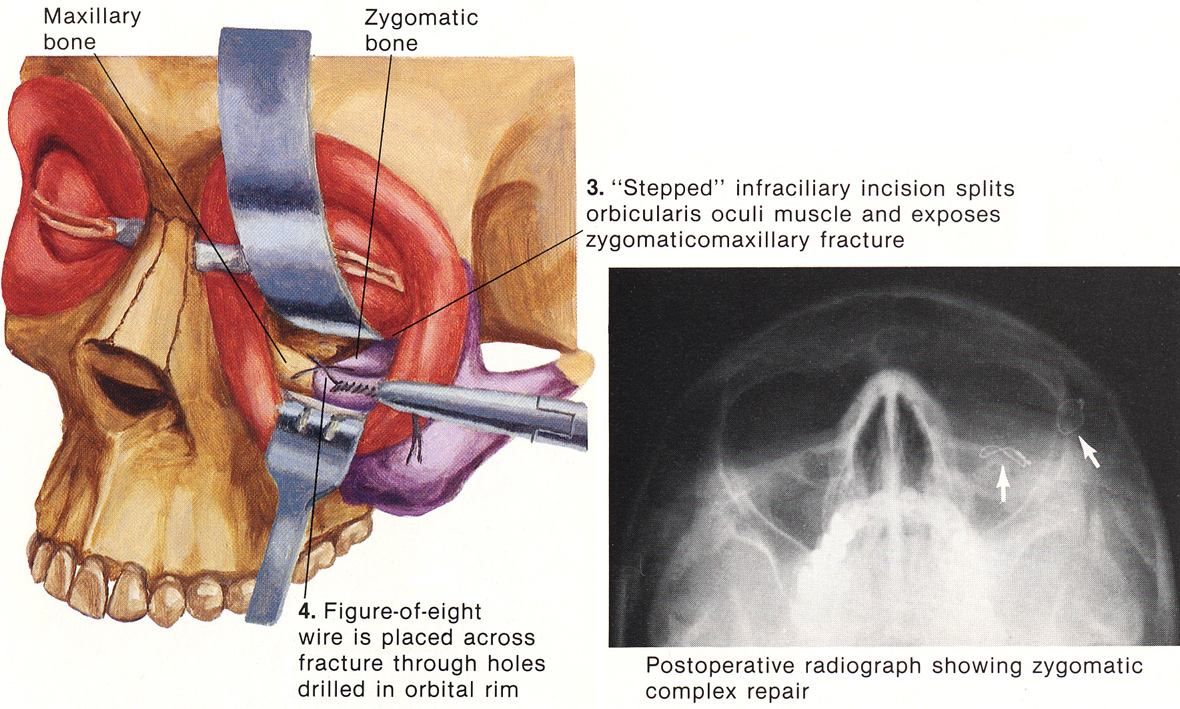 Maxillary
bone
Zygomatic
bone
3. “Stepped” infraciliary incision splits
orbicularis oculi muscle and exposes
zygomaticomaxillary fracture
4. Figure-of-eight
wire is placed across
fracture through holes
drilled in orbital rim
Postoperative radiograph showing zygomatic
complex repair